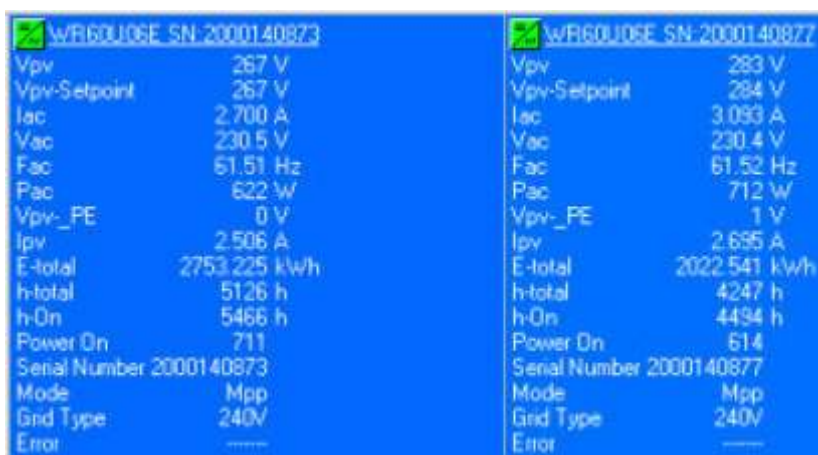 WR60U06E SN:2000140873
Vpv 267 V
Vpv-Setpoint 267 V
Iac 2.700 A
Vac 230.5 V
Fac 61.51 Hz
Pac 622 W
Vpv-_PE 0 V
Ipv 2.506 A
E-total 2753.225 kWh
h-total 5126 h
h-On 5466 h
Power On 711
Serial Number 2000140873
Mode Mpp
Grid Type 240V
Error ------
WR60U06E SN:2000140877
Vpv 283 V
Vpv-Setpoint 284 V
Iac 3.093 A
Vac 230.4 V
Fac 61.52 Hz
Pac 712 W
Vpv-_PE 1 V
Ipv 2.695 A
E-total 2022.541 kWh
h-total 4247 h
h-On 4494 h
Power On 614
Serial Number 2000140877
Mode Mpp
Grid Type 240V
Error ------